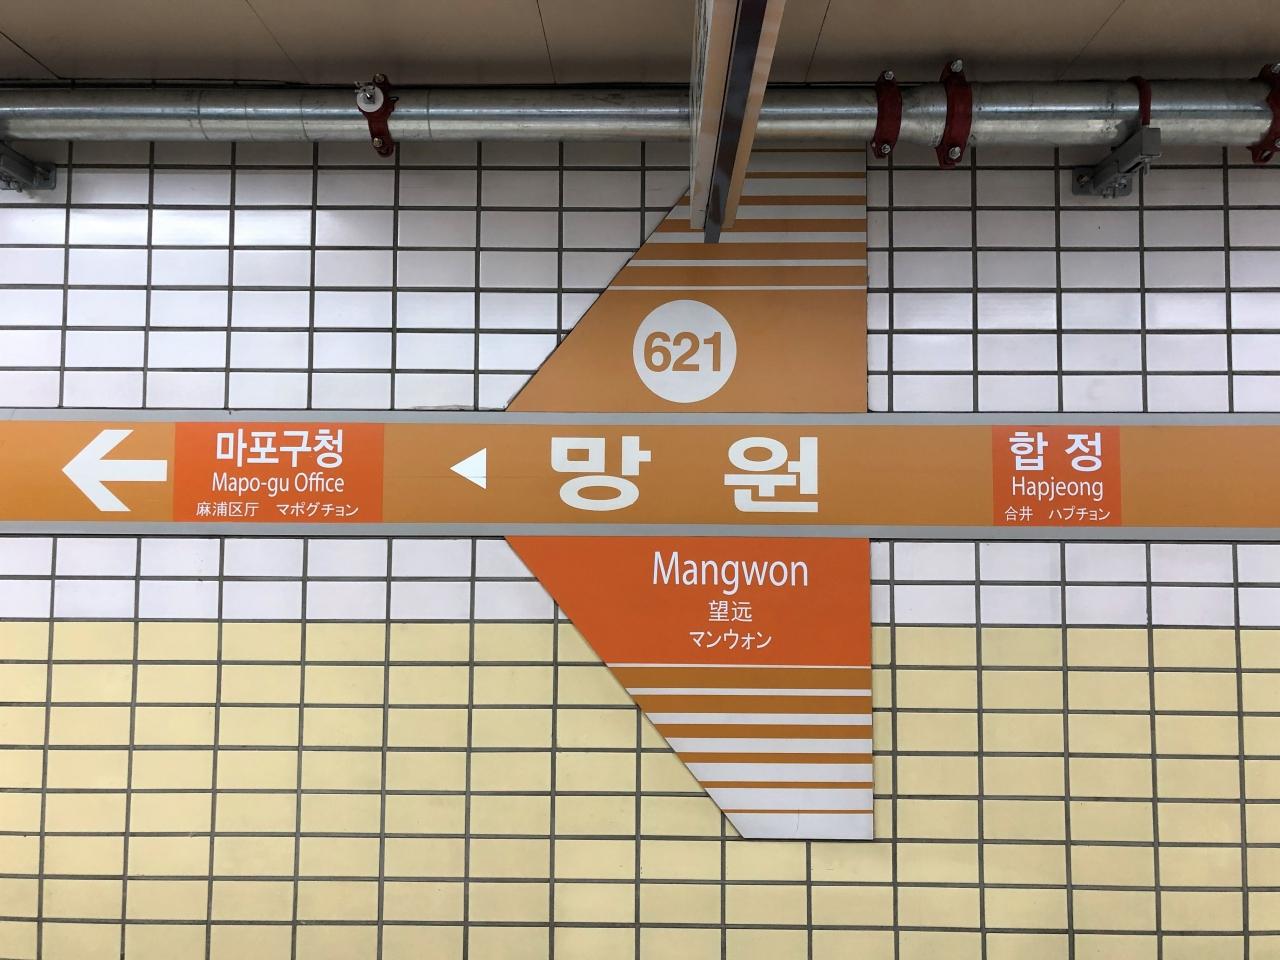 621
마포구청
Mapo-gu Office
麻浦区厅 マポグチョン
망원
Mangwon
望远
マンウォン
합정
Hapjeong
合井 ハプチョン